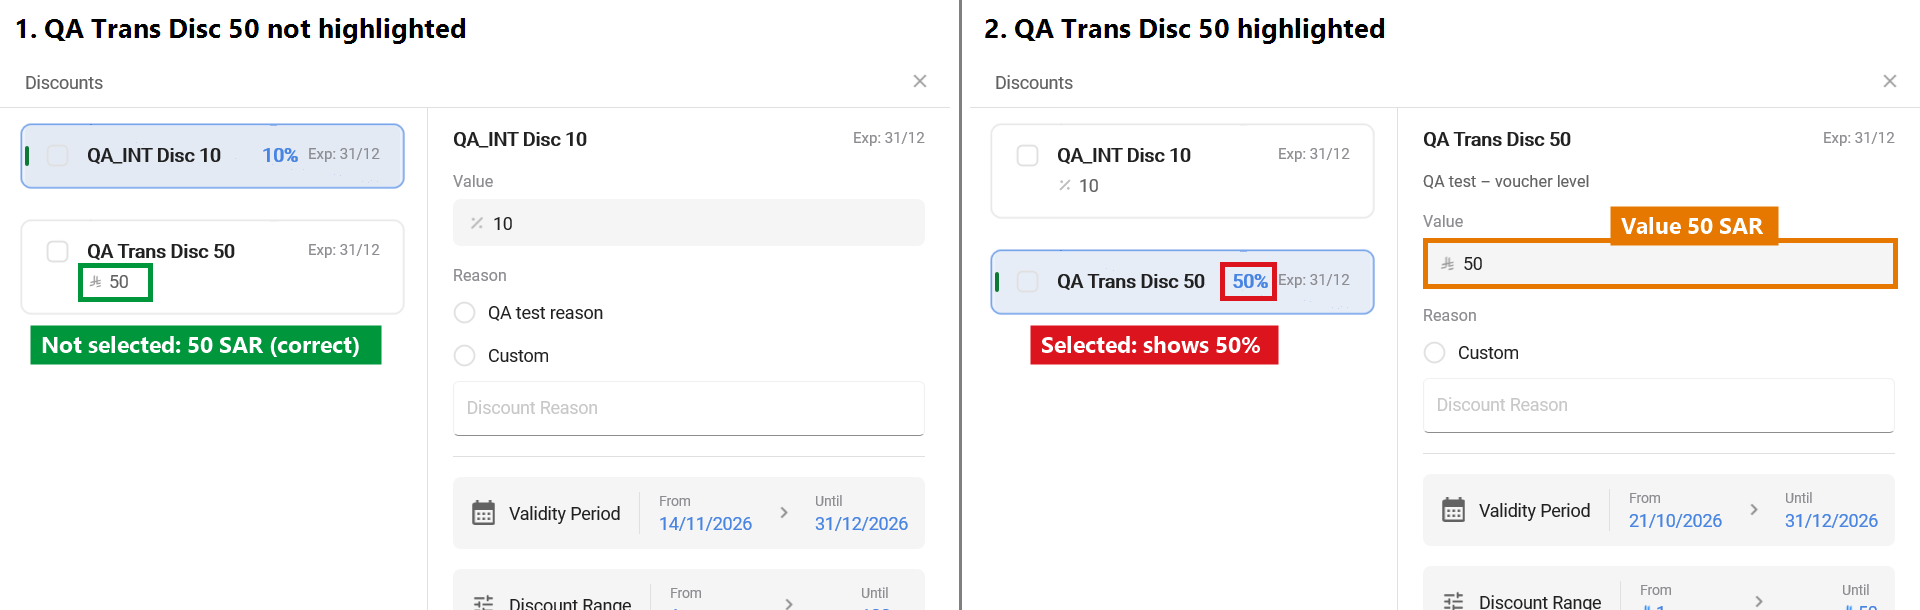 1. QA Trans Disc 50 not highlighted
Discounts
QA_INT Disc 10 10% Exp: 31/12
QA Trans Disc 50 Exp: 31/12
50
Not selected: 50 SAR (correct)
QA_INT Disc 10 Exp: 31/12
Value
% 10
Reason
QA test reason
Custom
Discount Reason
Validity Period
From
14/11/2026
Until
31/12/2026
Discount Range
From
Until
2. QA Trans Disc 50 highlighted
Discounts
QA_INT Disc 10 Exp: 31/12
% 10
QA Trans Disc 50 50% Exp: 31/12
Selected: shows 50%
QA Trans Disc 50 Exp: 31/12
QA test – voucher level
Value
Value 50 SAR
50
Reason
Custom
Discount Reason
Validity Period
From
21/10/2026
Until
31/12/2026
Discount Range
From
Until